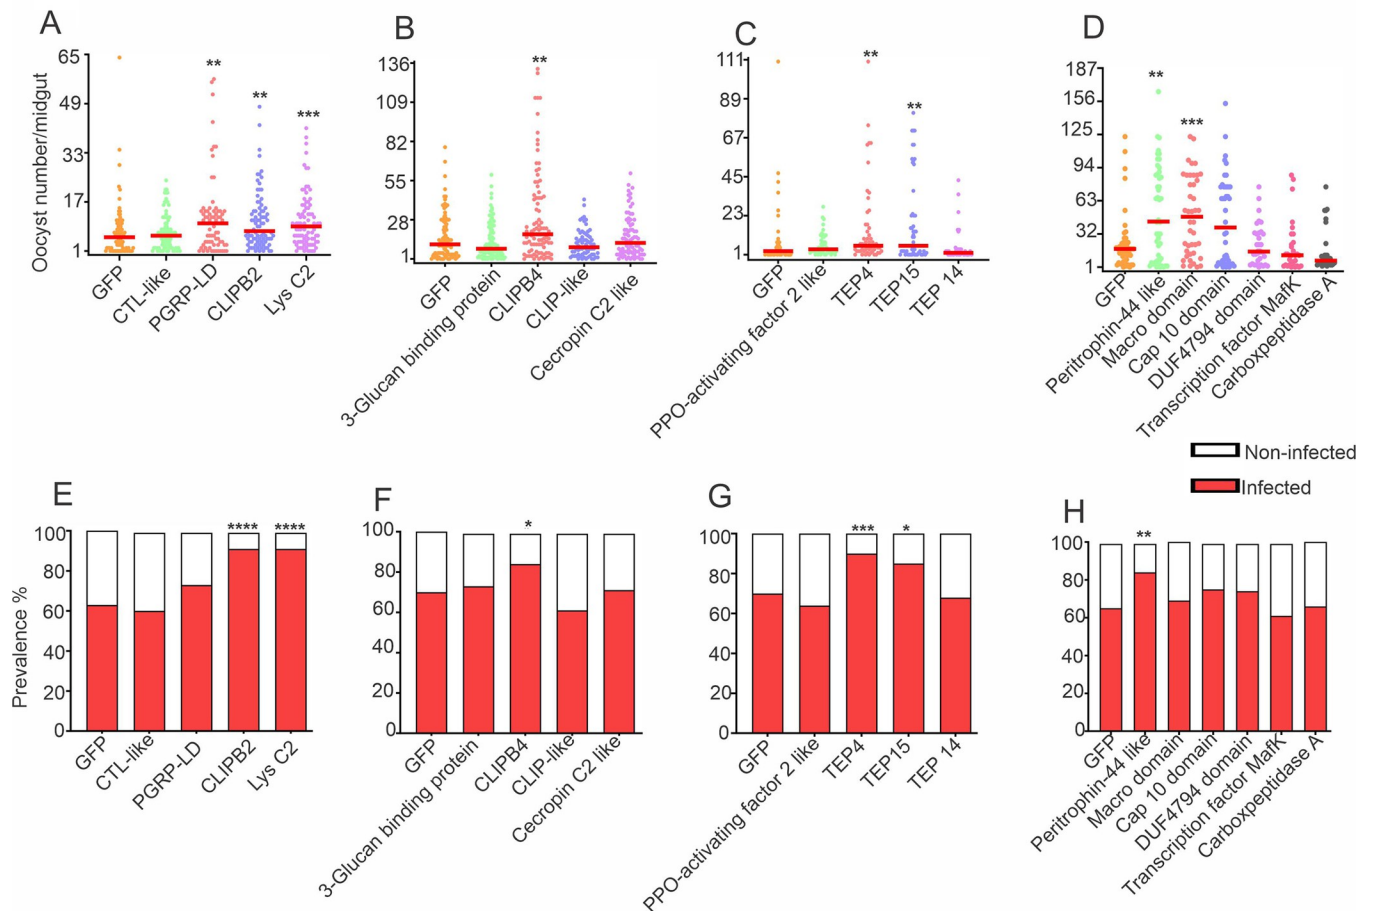 A
B
C
D
Oocyst number/midgut
65
49
33
17
1
**
**
***
GFP
CTL-like
PGRP-LD
CLIPB2
Lys C2
136
109
82
55
28
1
**
GFP
3-Glucan binding protein
CLIPB4
CLIP-like
Cecropin C2 like
111
89
67
45
23
1
**
**
GFP
PPO-activating factor 2 like
TEP4
TEP15
TEP 14
187
156
125
94
63
32
1
**
***
GFP
Peritrophin-44 like
Macro domain
Cap 10 domain
DUF4794 domain
Transcription factor MafK
Carboxpeptidase A
Non-infected
Infected
E
F
G
H
Prevalence %
100
80
60
40
20
0
****
****
GFP
CTL-like
PGRP-LD
CLIPB2
Lys C2
100
80
60
40
20
0
*
GFP
3-Glucan binding protein
CLIPB4
CLIP-like
Cecropin C2 like
100
80
60
40
20
0
***
*
GFP
PPO-activating factor 2 like
TEP4
TEP15
TEP 14
100
80
60
40
20
0
**
GFP
Peritrophin-44 like
Macro domain
Cap 10 domain
DUF4794 domain
Transcription factor MafK
Carboxpeptidase A